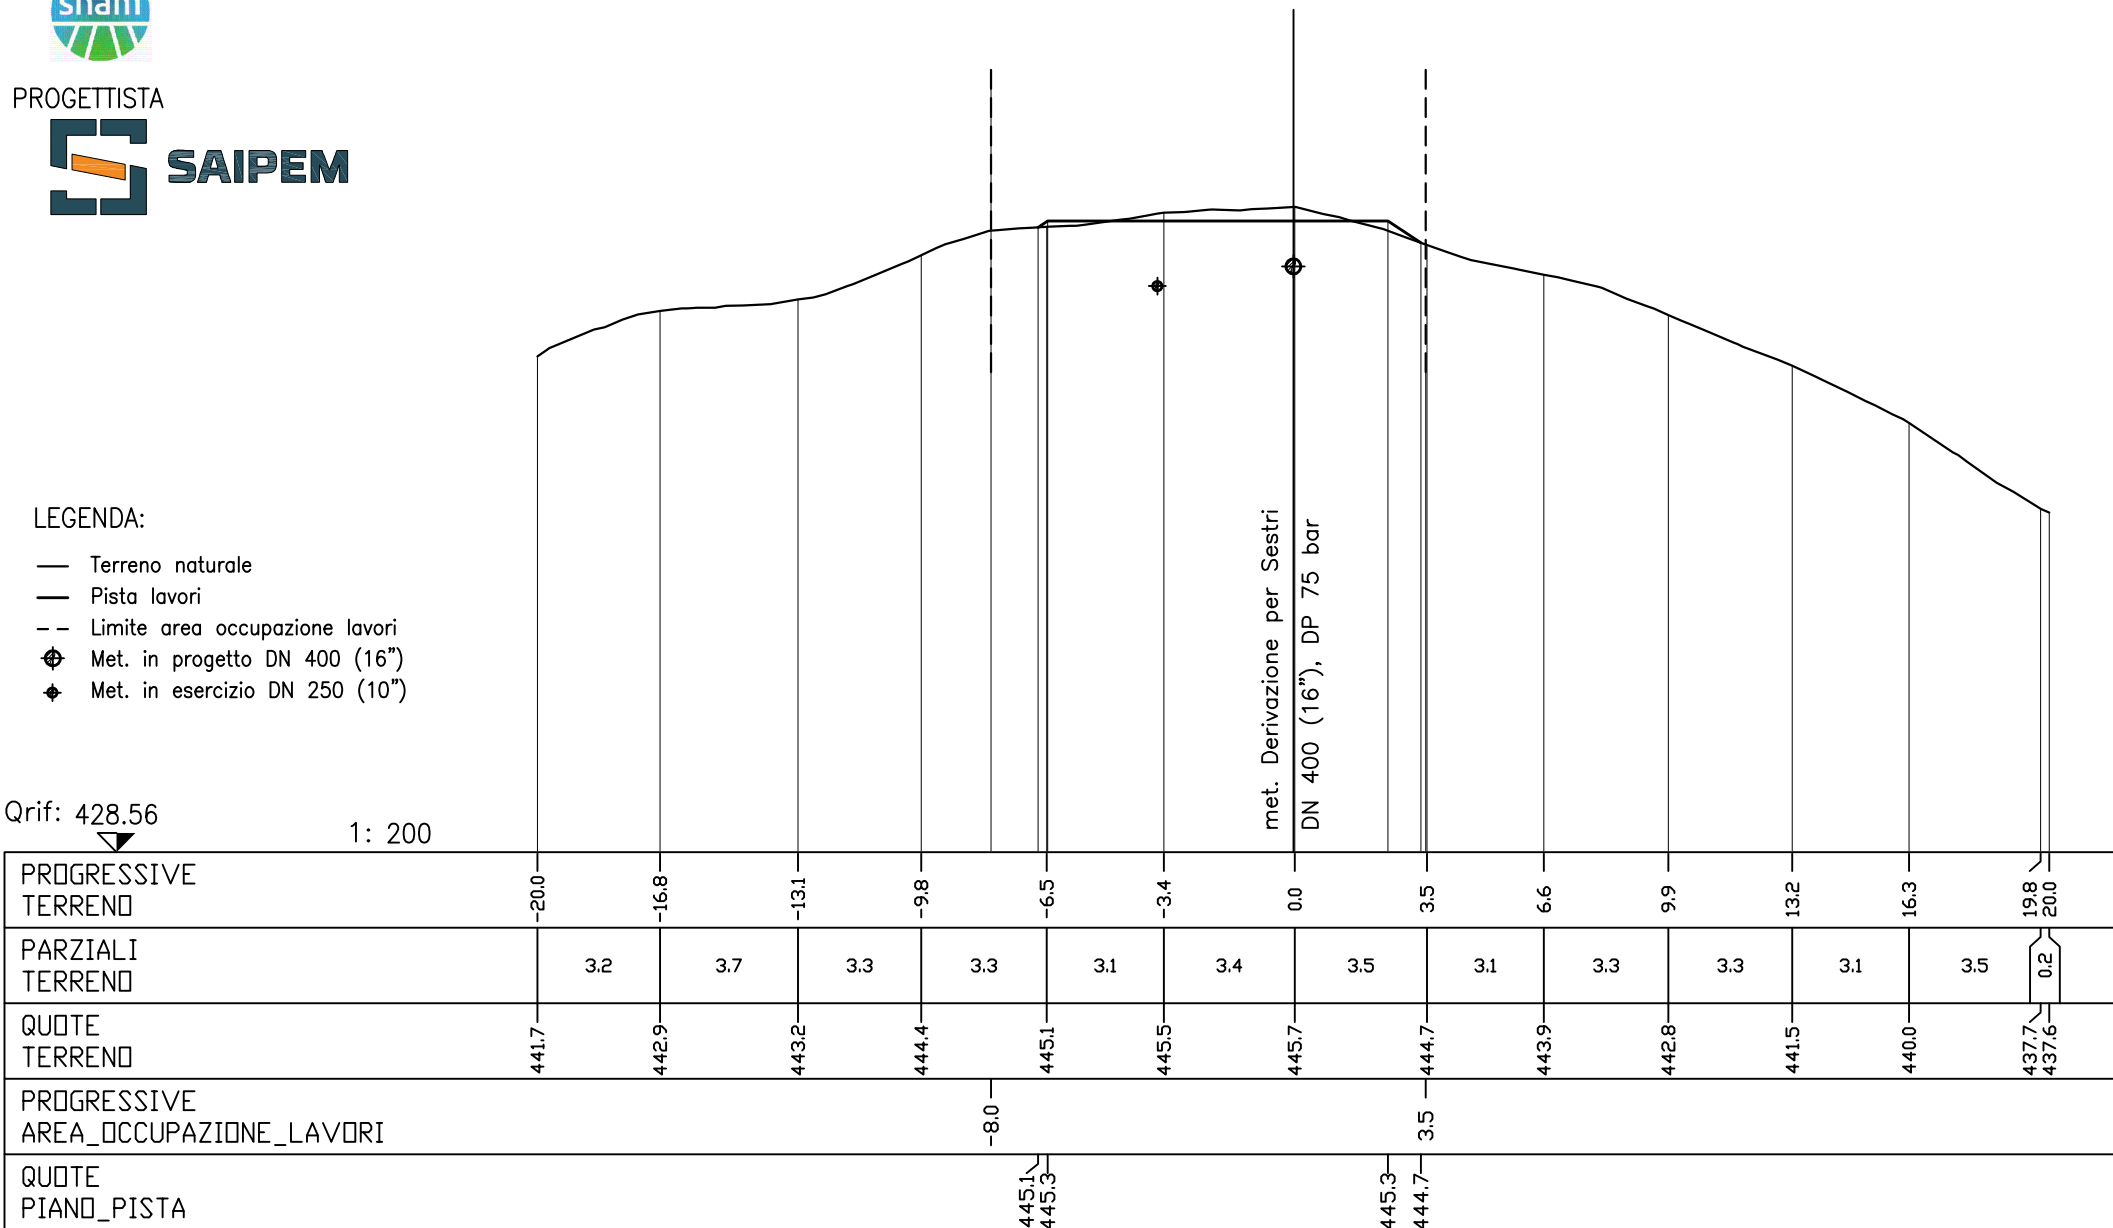 snam
PROGETTISTA
SAIPEM
LEGENDA:
Terreno naturale
Pista lavori
Limite area occupazione lavori
Met. in progetto DN 400 (16")
Met. in esercizio DN 250 (10")
met. Derivazione per Sestri
DN 400 (16"), DP 75 bar
Qrif: 428.56
1: 200
PROGRESSIVE
TERRENO
-20.0 -16.8 -13.1 -9.8 -6.5 -3.4 0.0 3.5 6.6 9.9 13.2 16.3 19.8 20.0
PARZIALI
TERRENO
3.2 3.7 3.3 3.3 3.1 3.4 3.5 3.1 3.3 3.3 3.1 3.5 0.2
QUOTE
TERRENO
441.7 442.9 443.2 444.4 445.1 445.5 445.7 444.7 443.9 442.8 441.5 440.0 437.7 437.6
PROGRESSIVE
AREA_OCCUPAZIONE_LAVORI
-8.0 3.5
QUOTE
PIANO_PISTA
445.1 445.3 445.3 444.7